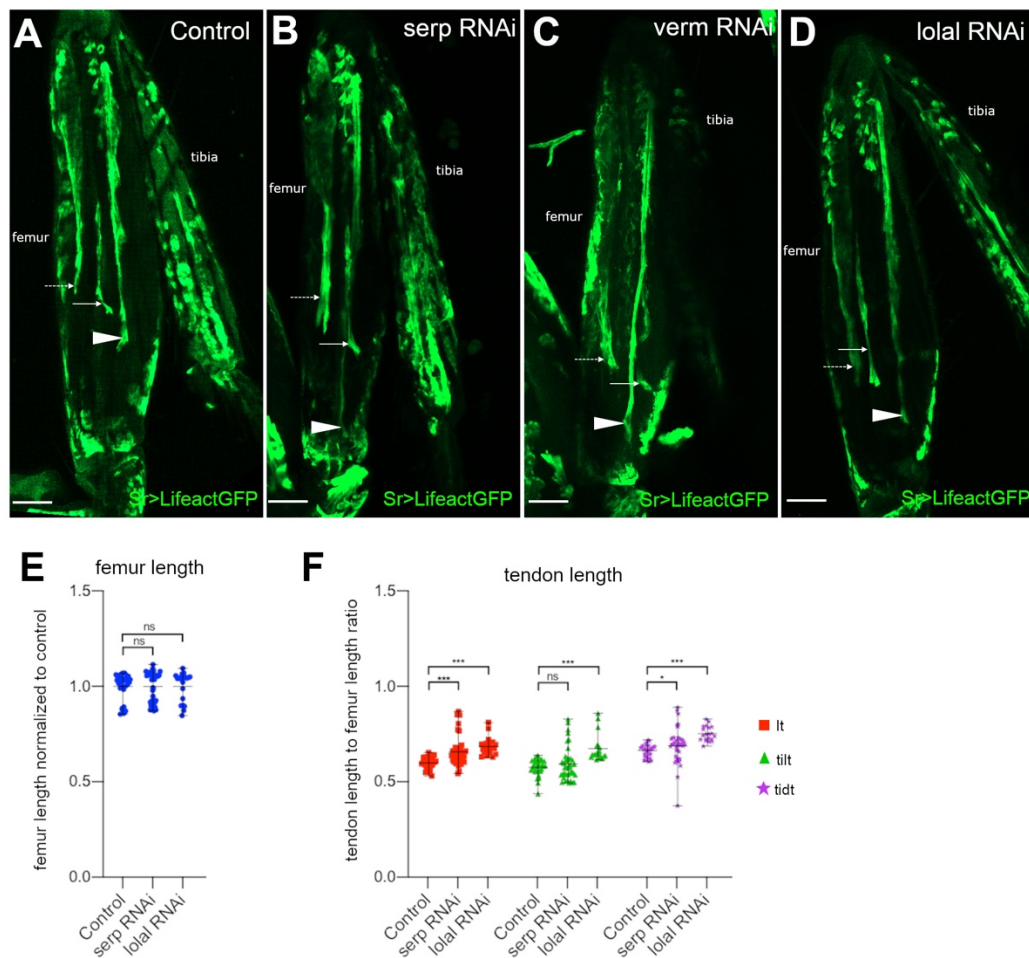 A Control
B serp RNAi
C verm RNAi
D lolal RNAi
tibia
tibia
tibia
tibia
femur
femur
femur
femur
Sr>LifeactGFP
Sr>LifeactGFP
Sr>LifeactGFP
Sr>LifeactGFP
E femur length
femur length normalized to control
1.5
1.0
0.5
0.0
ns
ns
Control
serp RNAi
lolal RNAi
F tendon length
tendon length to femur length ratio
1.5
1.0
0.5
0.0
***
***
***
ns
***
*
Control
serp RNAi
lolal RNAi
Control
serp RNAi
lolal RNAi
Control
serp RNAi
lolal RNAi
lt
tilt
tidt